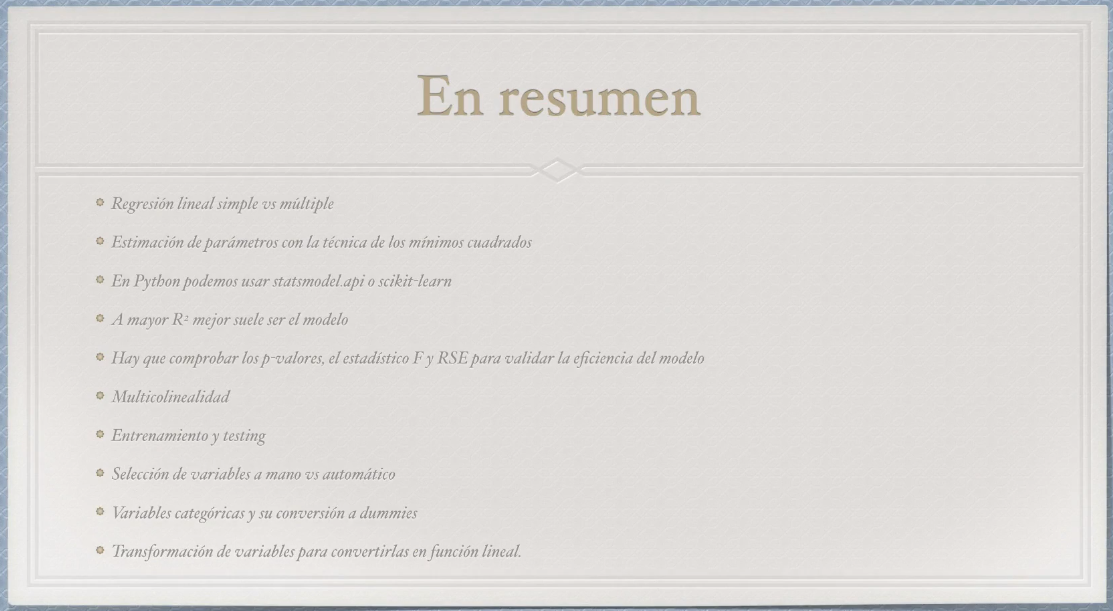 En resumen
Regresión lineal simple vs múltiple
Estimación de parámetros con la técnica de los mínimos cuadrados
En Python podemos usar statsmodel.api o scikit-learn
A mayor R² mejor suele ser el modelo
Hay que comprobar los p-valores, el estadístico F y RSE para validar la eficiencia del modelo
Multicolinealidad
Entrenamiento y testing
Selección de variables a mano vs automático
Variables categóricas y su conversión a dummies
Transformación de variables para convertirlas en función lineal.